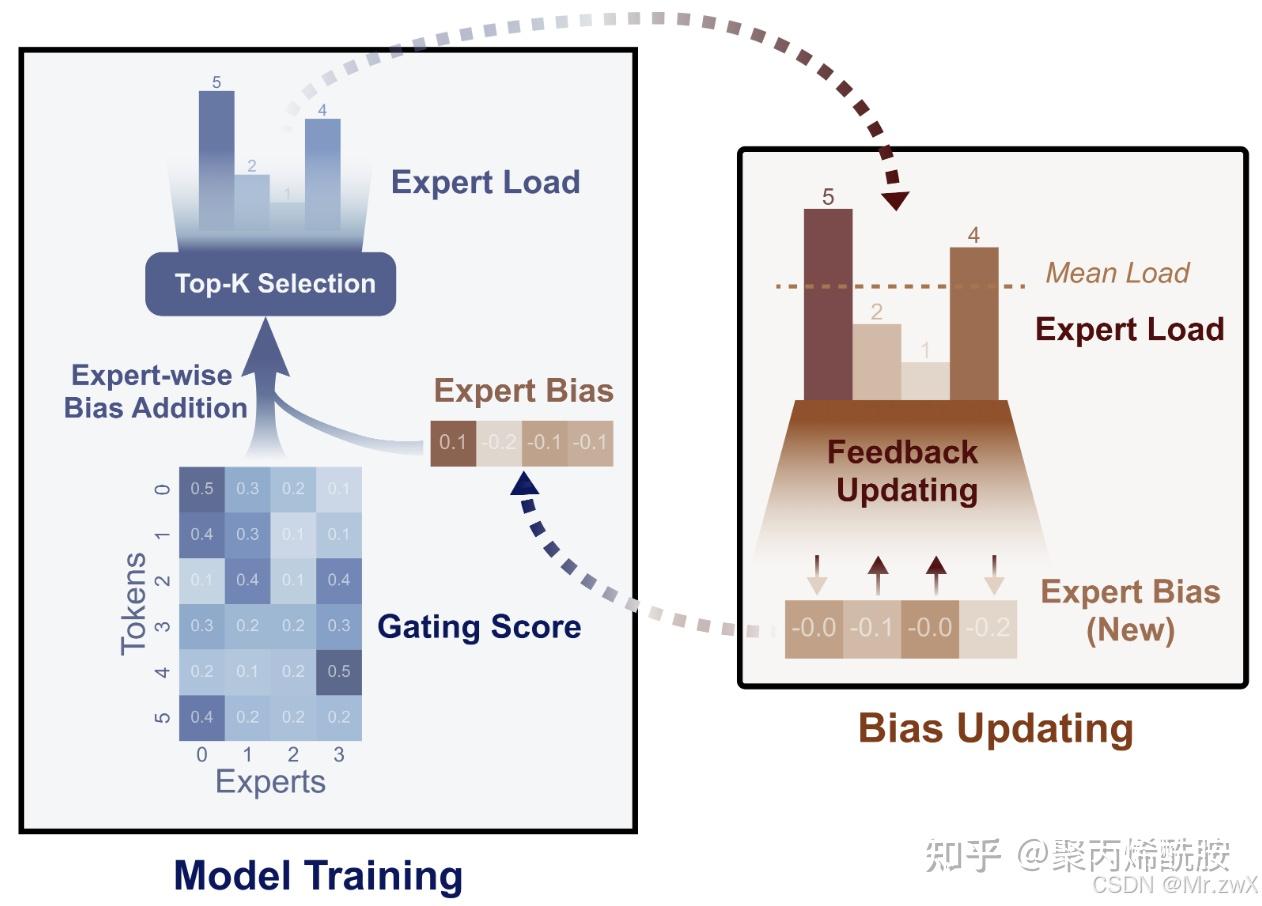 5
4
2
1
Expert Load
Top-K Selection
Expert-wise
Bias Addition
Expert Bias
0.1 -0.2 -0.1 -0.1
0 0.5 0.3 0.2 0.1
1 0.4 0.3 0.1 0.1
2 0.1 0.4 0.1 0.4
3 0.3 0.2 0.2 0.3
4 0.2 0.1 0.2 0.5
5 0.4 0.2 0.2 0.2
Tokens
0 1 2 3
Experts
Gating Score
Model Training
5
4
Mean Load
2
Expert Load
1
Feedback
Updating
Expert Bias
(New)
-0.0 -0.1 -0.0 -0.2
Bias Updating
知乎 @聚丙烯酰胺
CSDN @Mr.zwX